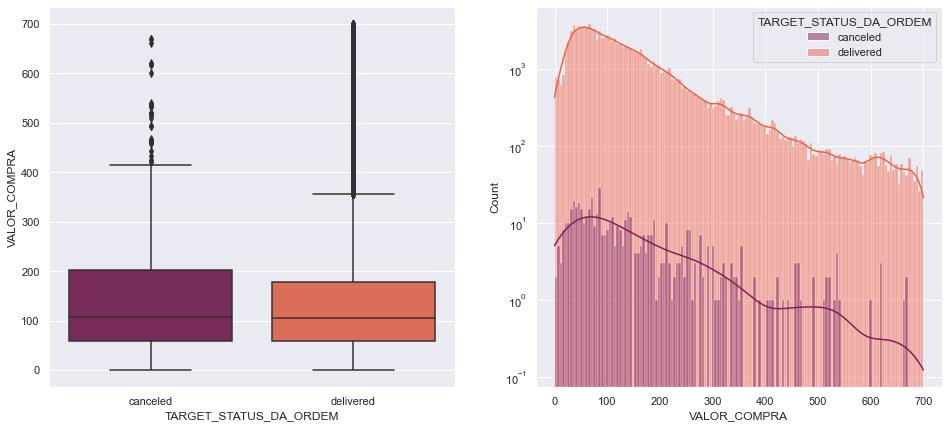 700
600
500
400
300
200
100
0
VALOR_COMPRA
canceled
delivered
TARGET_STATUS_DA_ORDEM
TARGET_STATUS_DA_ORDEM
canceled
delivered
10³
10²
10¹
10⁰
10⁻¹
Count
0
100
200
300
400
500
600
700
VALOR_COMPRA